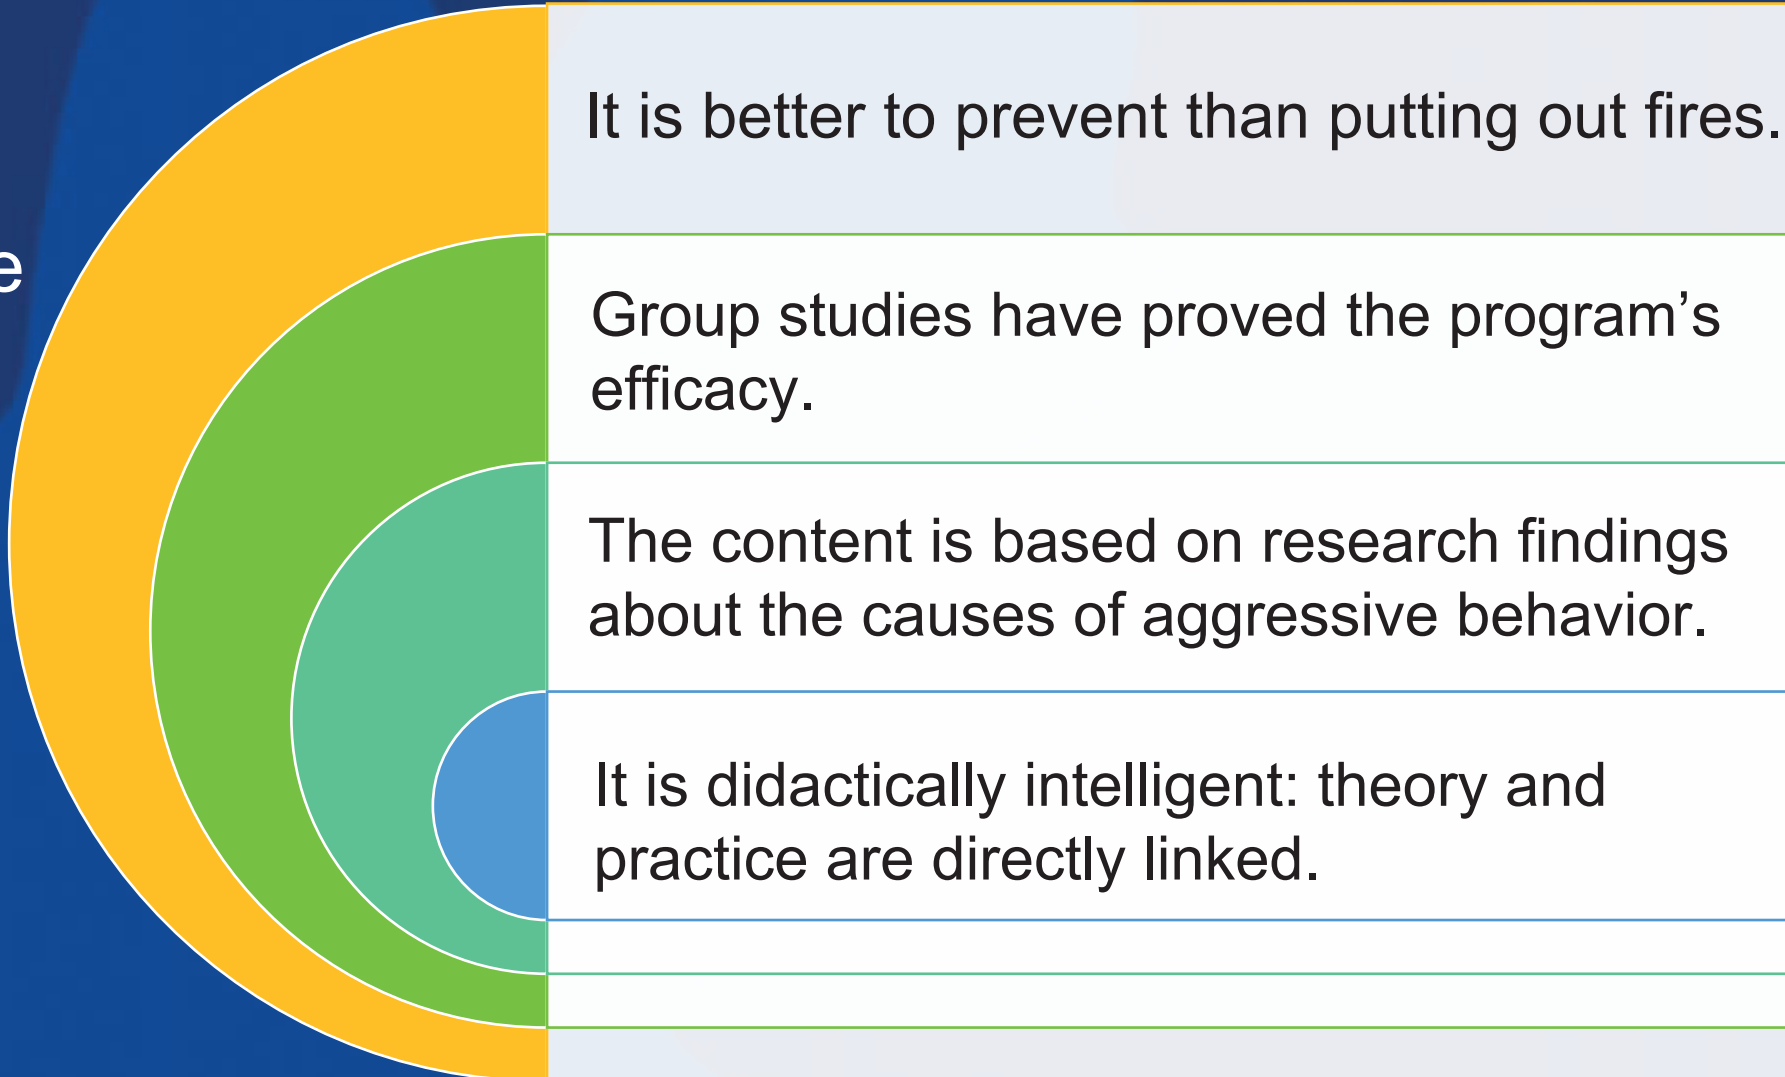 It is better to prevent than putting out fires.
e
Group studies have proved the program’s
efficacy.
The content is based on research findings
about the causes of aggressive behavior.
It is didactically intelligent: theory and
practice are directly linked.